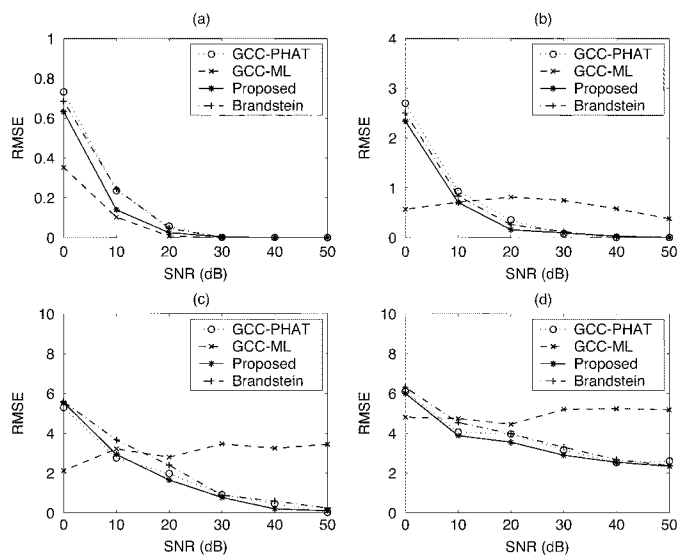 (a)
1
0.8
0.6
0.4
0.2
0
RMSE
GCC-PHAT
GCC-ML
Proposed
Brandstein
0 10 20 30 40 50
SNR (dB)
(b)
4
3
2
1
0
RMSE
GCC-PHAT
GCC-ML
Proposed
Brandstein
0 10 20 30 40 50
SNR (dB)
(c)
10
8
6
4
2
0
RMSE
GCC-PHAT
GCC-ML
Proposed
Brandstein
0 10 20 30 40 50
SNR (dB)
(d)
10
8
6
4
2
0
RMSE
GCC-PHAT
GCC-ML
Proposed
Brandstein
0 10 20 30 40 50
SNR (dB)